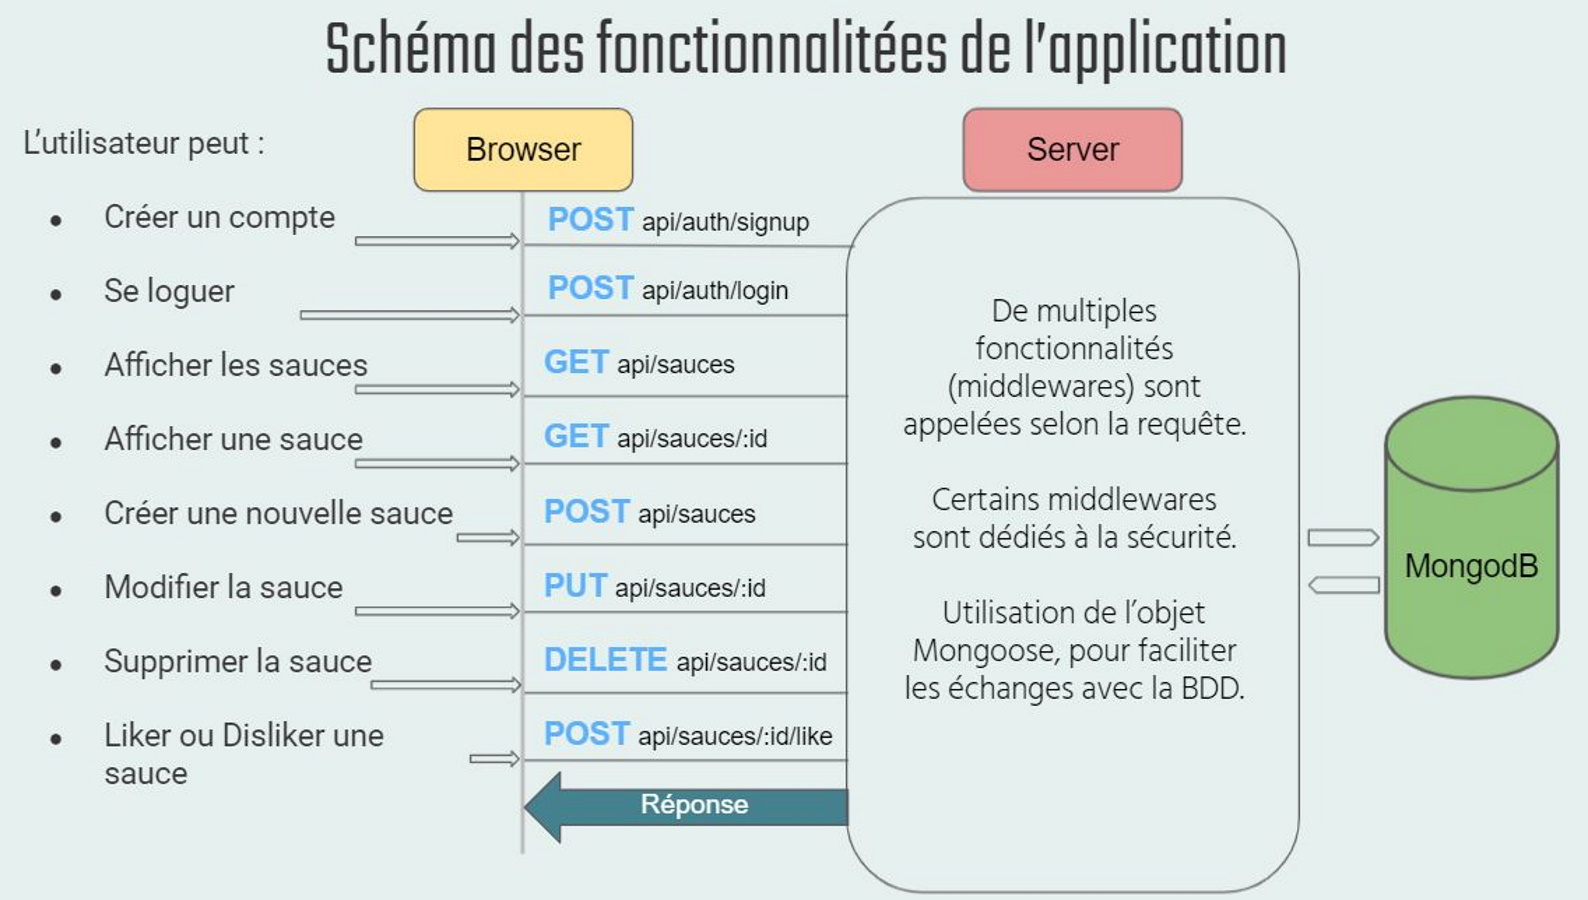 Schéma des fonctionnalitées de l'application
L'utilisateur peut :
Browser
Server
Créer un compte
POST api/auth/signup
Se loguer
POST api/auth/login
Afficher les sauces
GET api/sauces
Afficher une sauce
GET api/sauces/:id
Créer une nouvelle sauce
POST api/sauces
Modifier la sauce
PUT api/sauces/:id
Supprimer la sauce
DELETE api/sauces/:id
Liker ou Disliker une
sauce
POST api/sauces/:id/like
Réponse
De multiples
fonctionnalités
(middlewares) sont
appelées selon la requête.
Certains middlewares
sont dédiés à la sécurité.
Utilisation de l'objet
Mongoose, pour faciliter
les échanges avec la BDD.
MongodB